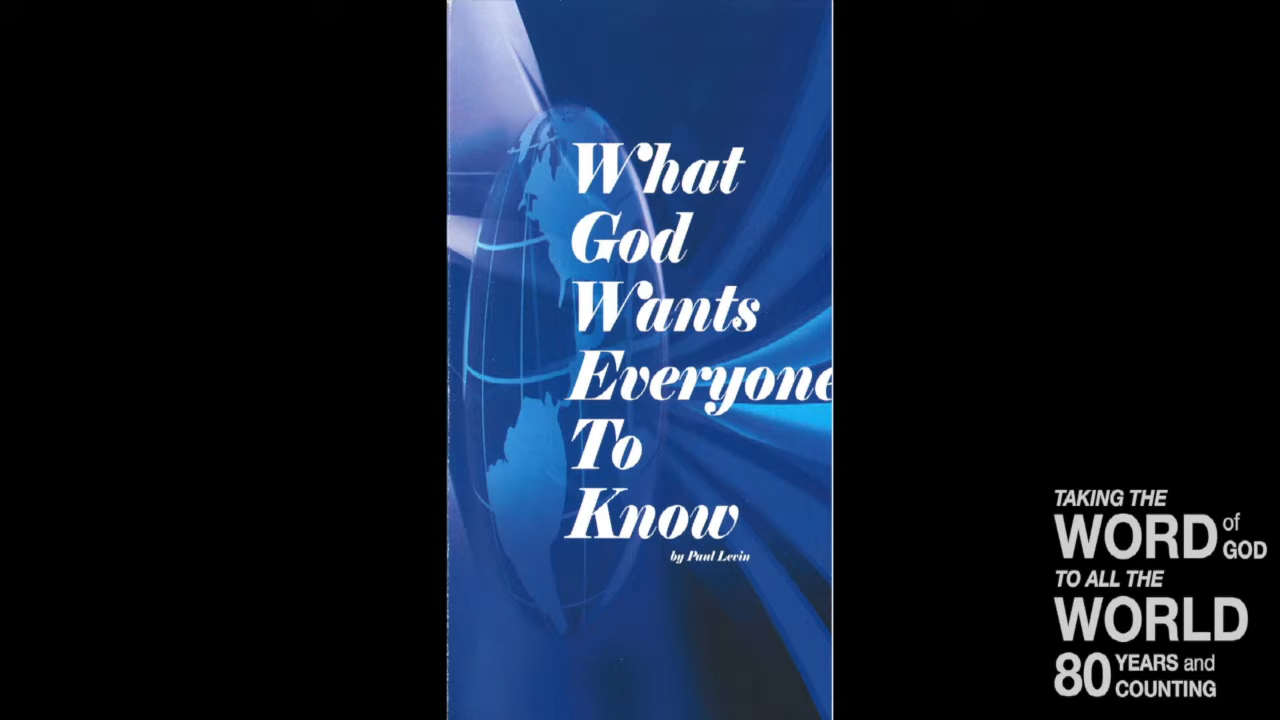 What
God
Wants
Everyone
To
Know
by Paul Levin
TAKING THE
WORD of GOD
TO ALL THE
WORLD
80 YEARS and COUNTING